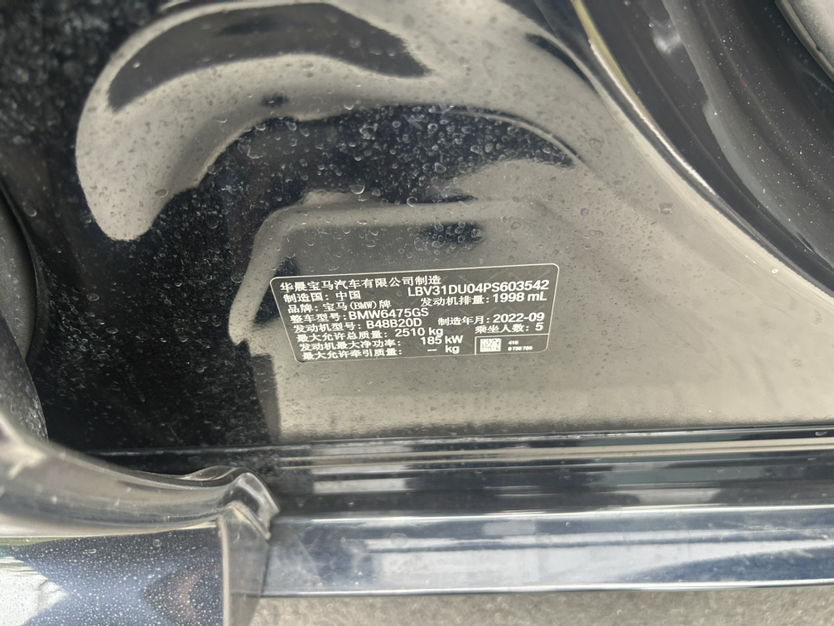 华晨宝马汽车有限公司制造
制造国: 中国 LBV31DU04PS603542
品牌: 宝马(BMW)牌 发动机排量: 1998 mL
整车型号: BMW6475GS
发动机型号: B48B20D 制造年月: 2022-09
最大允许总质量: 2510 kg 乘坐人数: 5
发动机最大净功率: 185 kW
最大允许牵引质量: -- kg